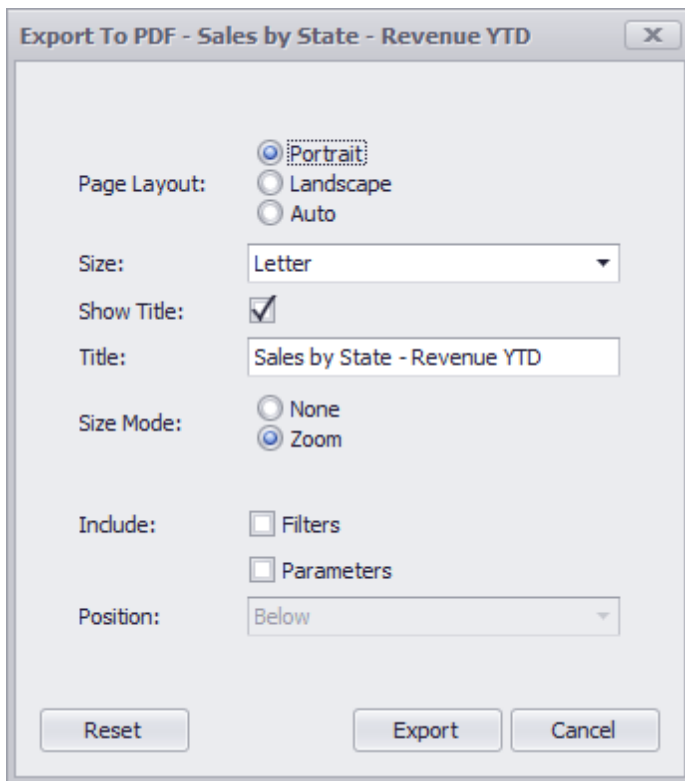 Export To PDF - Sales by State - Revenue YTD
Page Layout:
Portrait
Landscape
Auto
Size: Letter
Show Title:
Title: Sales by State - Revenue YTD
Size Mode:
None
Zoom
Include: Filters
Parameters
Position: Below
Reset Export Cancel